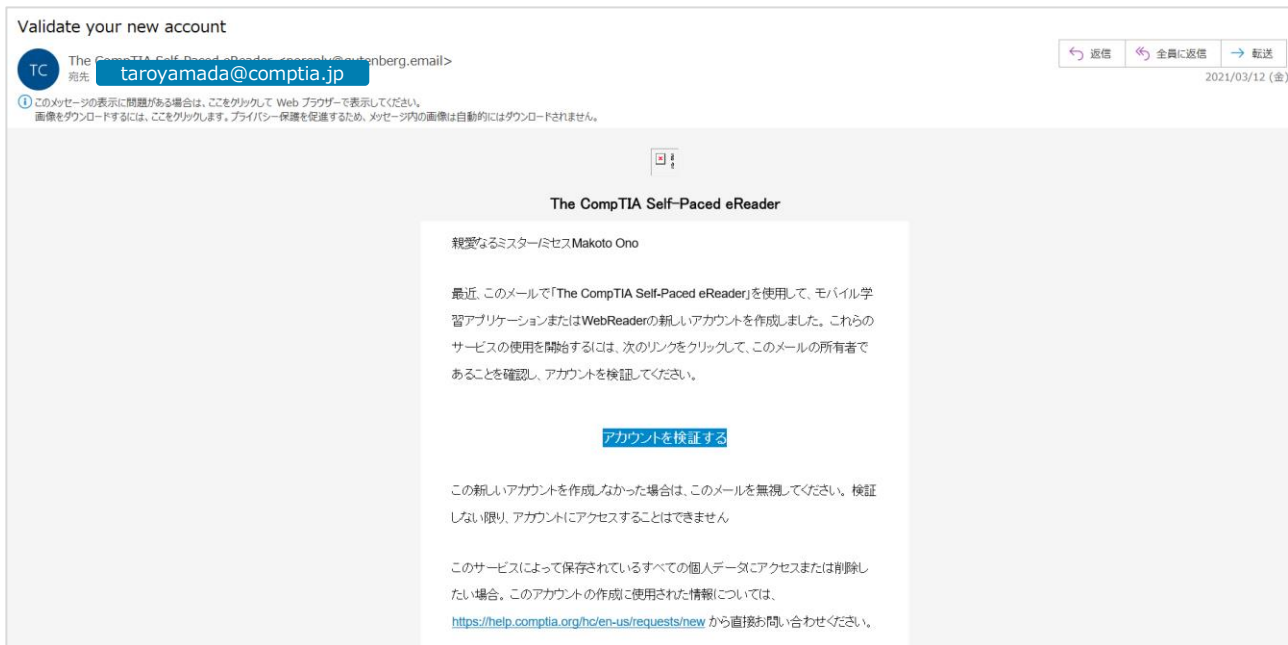 Validate your new account
TC
The CompTIA Self-Paced eReader <noreply@gutenberg.email>
宛先 taroyamada@comptia.jp
返信 全員に返信 転送
2021/03/12 (金)
このメッセージの表示に問題がある場合は、ここをクリックして Web ブラウザーで表示してください。
画像をダウンロードするには、ここをクリックします。プライバシー保護を促進するため、メッセージ内の画像は自動的にはダウンロードされません。
The CompTIA Self-Paced eReader
親愛なるミスター/ミセスMakoto Ono
最近、このメールで「The CompTIA Self-Paced eReader」を使用して、モバイル学
習アプリケーションまたはWebReaderの新しいアカウントを作成しました。これらの
サービスの使用を開始するには、次のリンクをクリックして、このメールの所有者で
あることを確認し、アカウントを検証してください。
アカウントを検証する
この新しいアカウントを作成しなかった場合は、このメールを無視してください。検証
しない限り、アカウントにアクセスすることはできません
このサービスによって保存されているすべての個人データにアクセスまたは削除し
たい場合。このアカウントの作成に使用された情報については、
https://help.comptia.org/hc/en-us/requests/new から直接お問い合わせください。